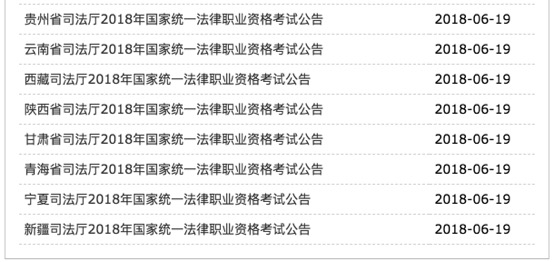 贵州省司法厅2018年国家统一法律职业资格考试公告 2018-06-19
云南省司法厅2018年国家统一法律职业资格考试公告 2018-06-19
西藏司法厅2018年国家统一法律职业资格考试公告 2018-06-19
陕西省司法厅2018年国家统一法律职业资格考试公告 2018-06-19
甘肃省司法厅2018年国家统一法律职业资格考试公告 2018-06-19
青海省司法厅2018年国家统一法律职业资格考试公告 2018-06-19
宁夏司法厅2018年国家统一法律职业资格考试公告 2018-06-19
新疆司法厅2018年国家统一法律职业资格考试公告 2018-06-19